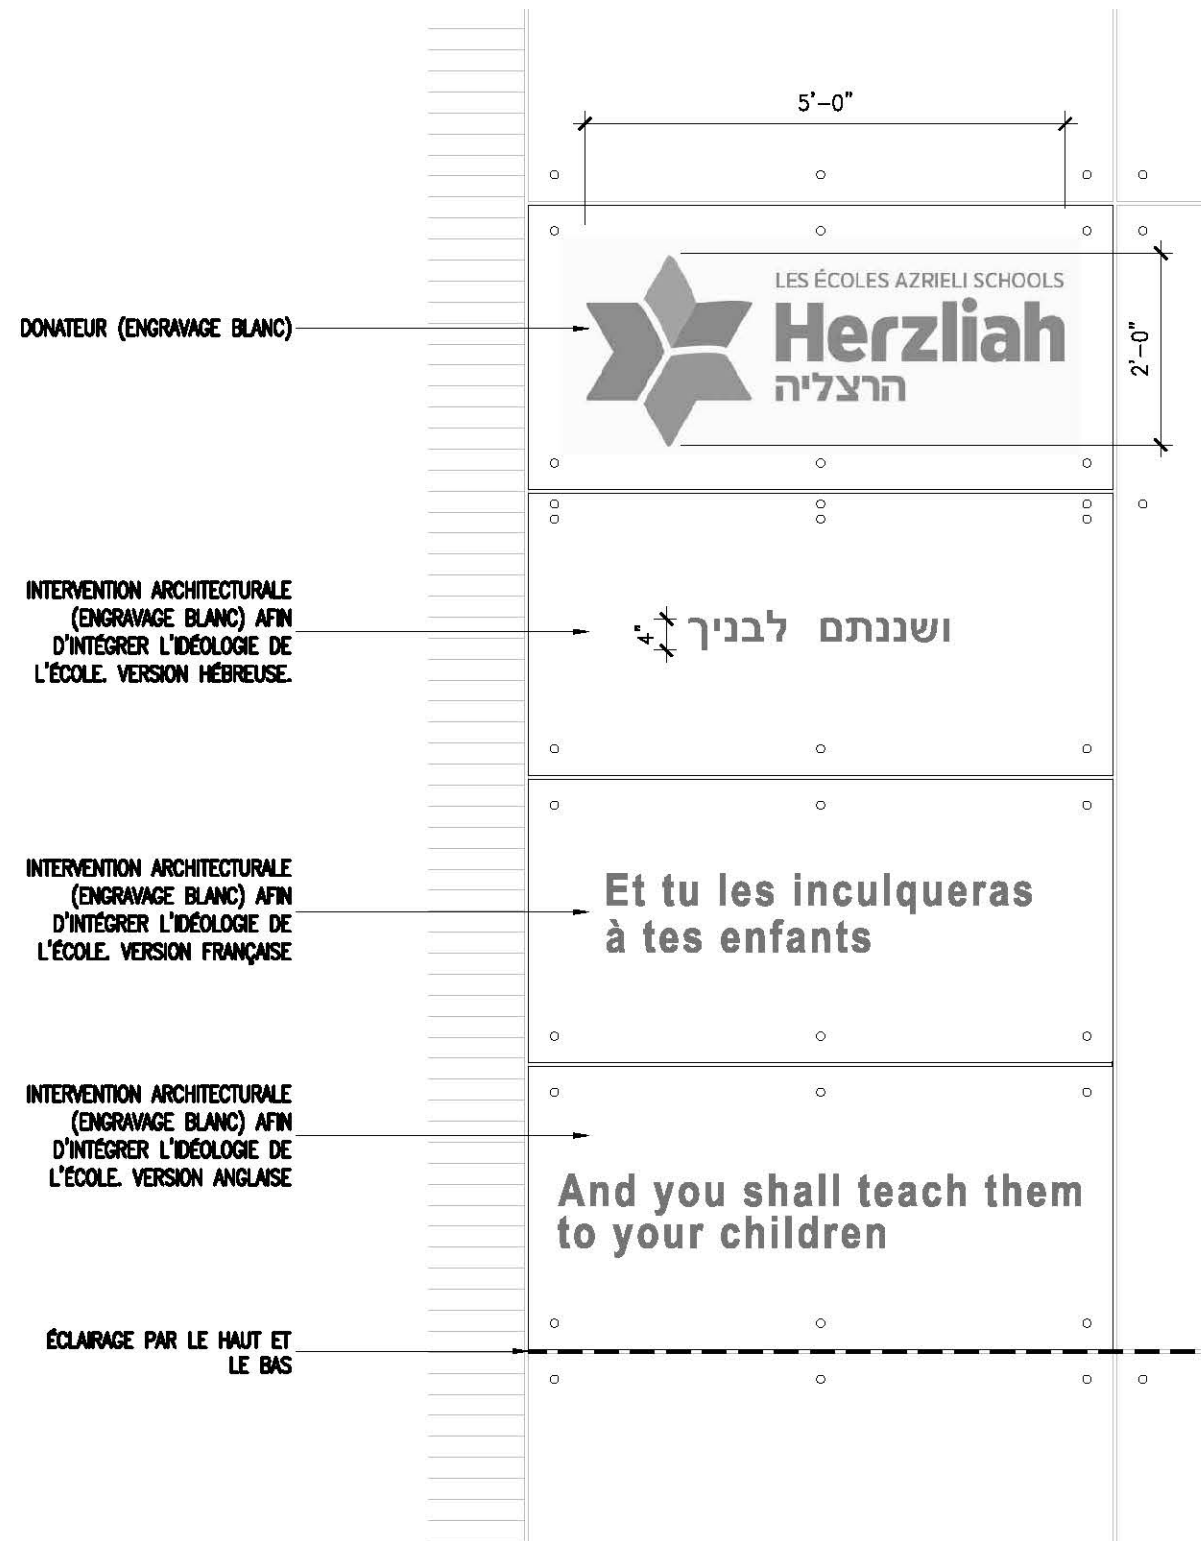 5'-0"
LES ÉCOLES AZRIELI SCHOOLS
Herzliah
הרצליה
2'-0"
DONATEUR (ENGRAVAGE BLANC)
INTERVENTION ARCHITECTURALE
(ENGRAVAGE BLANC) AFIN
D'INTÉGRER L'IDÉOLOGIE DE
L'ÉCOLE. VERSION HÉBREUSE.
4"
ושננתם לבניך
INTERVENTION ARCHITECTURALE
(ENGRAVAGE BLANC) AFIN
D'INTÉGRER L'IDÉOLOGIE DE
L'ÉCOLE. VERSION FRANÇAISE
Et tu les inculqueras
à tes enfants
INTERVENTION ARCHITECTURALE
(ENGRAVAGE BLANC) AFIN
D'INTÉGRER L'IDÉOLOGIE DE
L'ÉCOLE. VERSION ANGLAISE
And you shall teach them
to your children
ÉCLAIRAGE PAR LE HAUT ET
LE BAS